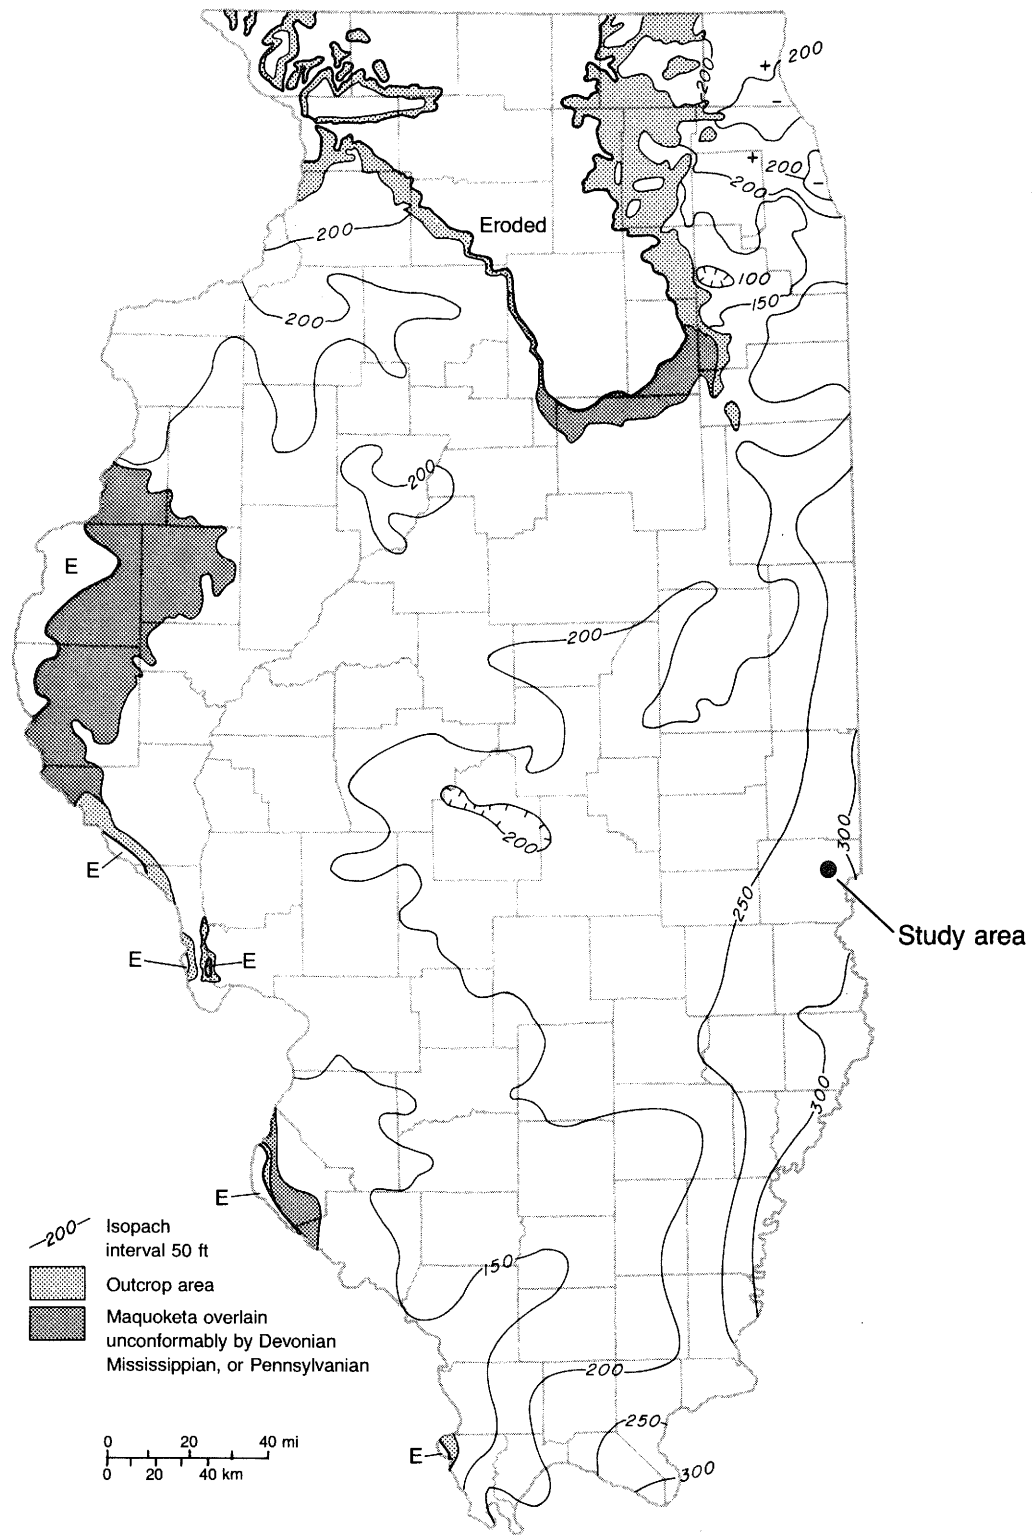 200
+
-
200
+
200
-
200
Eroded
200
100
150
200
200
E
200
200
300
E
250
Study area
E
E
300
E
-200-
Isopach
interval 50 ft
Outcrop area
Maquoketa overlain
unconformably by Devonian
Mississippian, or Pennsylvanian
150
200
0 20 40 mi
0 20 40 km
250
E
300